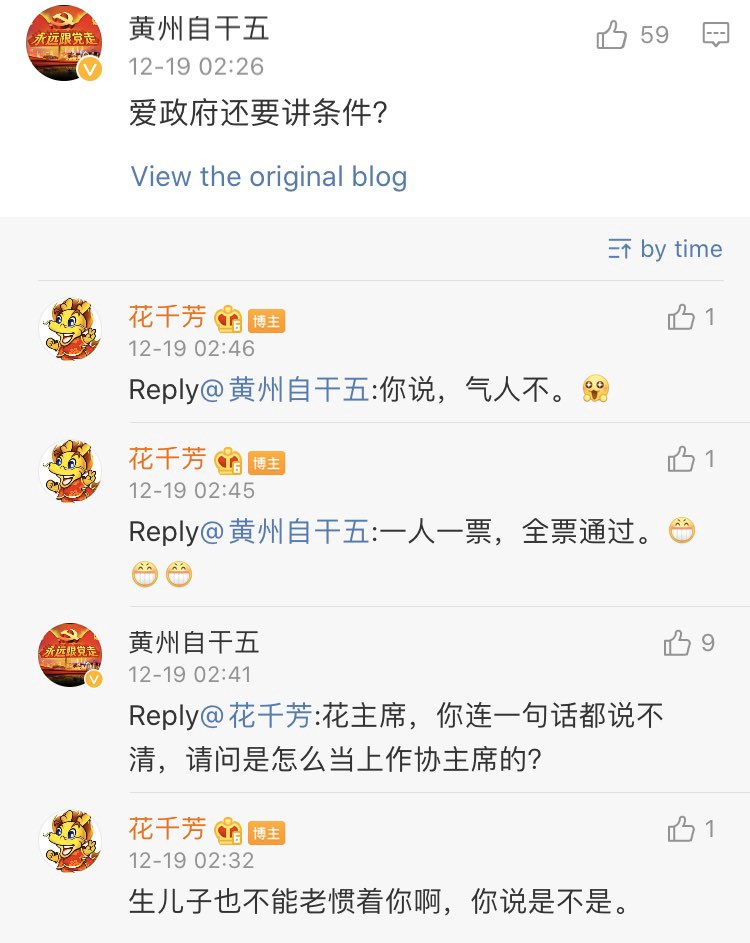 永远跟党走
黄州自干五
12-19 02:26
59
爱政府还要讲条件?
View the original blog
by time
花千芳 6 博主
1
12-19 02:46
Reply@黄州自干五:你说，气人不。
花千芳 6 博主
1
12-19 02:45
Reply@黄州自干五:一人一票，全票通过。
永远跟党走
黄州自干五
9
12-19 02:41
Reply@花千芳:花主席，你连一句话都说不
清，请问是怎么当上作协主席的?
花千芳 6 博主
1
12-19 02:32
生儿子也不能老惯着你啊，你说是不是。